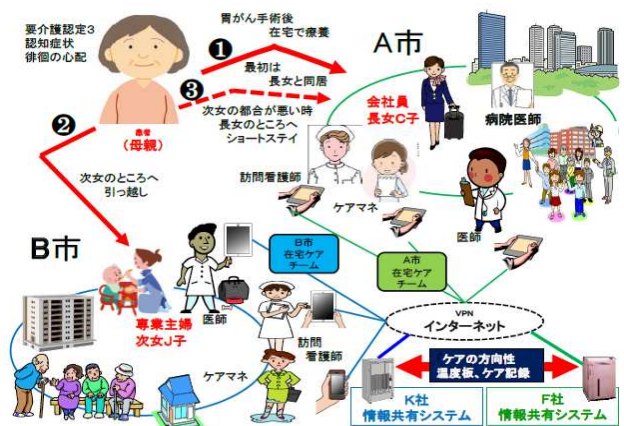 要介護認定3
認知症状
徘徊の心配
❶
胃がん手術後
在宅で療養
A市
最初は
長女と同居
❸
次女の都合が悪い時
長女のところへ
ショートステイ
会社員
長女C子
病院医師
❷
患者
(母親)
次女のところへ
引っ越し
訪問看護師
ケアマネ
医師
B市
B市
在宅ケア
チーム
A市
在宅ケア
チーム
専業主婦
次女J子
医師
訪問
看護師
ケアマネ
VPN
インターネット
ケアの方向性
温度板、ケア記録
K社
情報共有システム
F社
情報共有システム